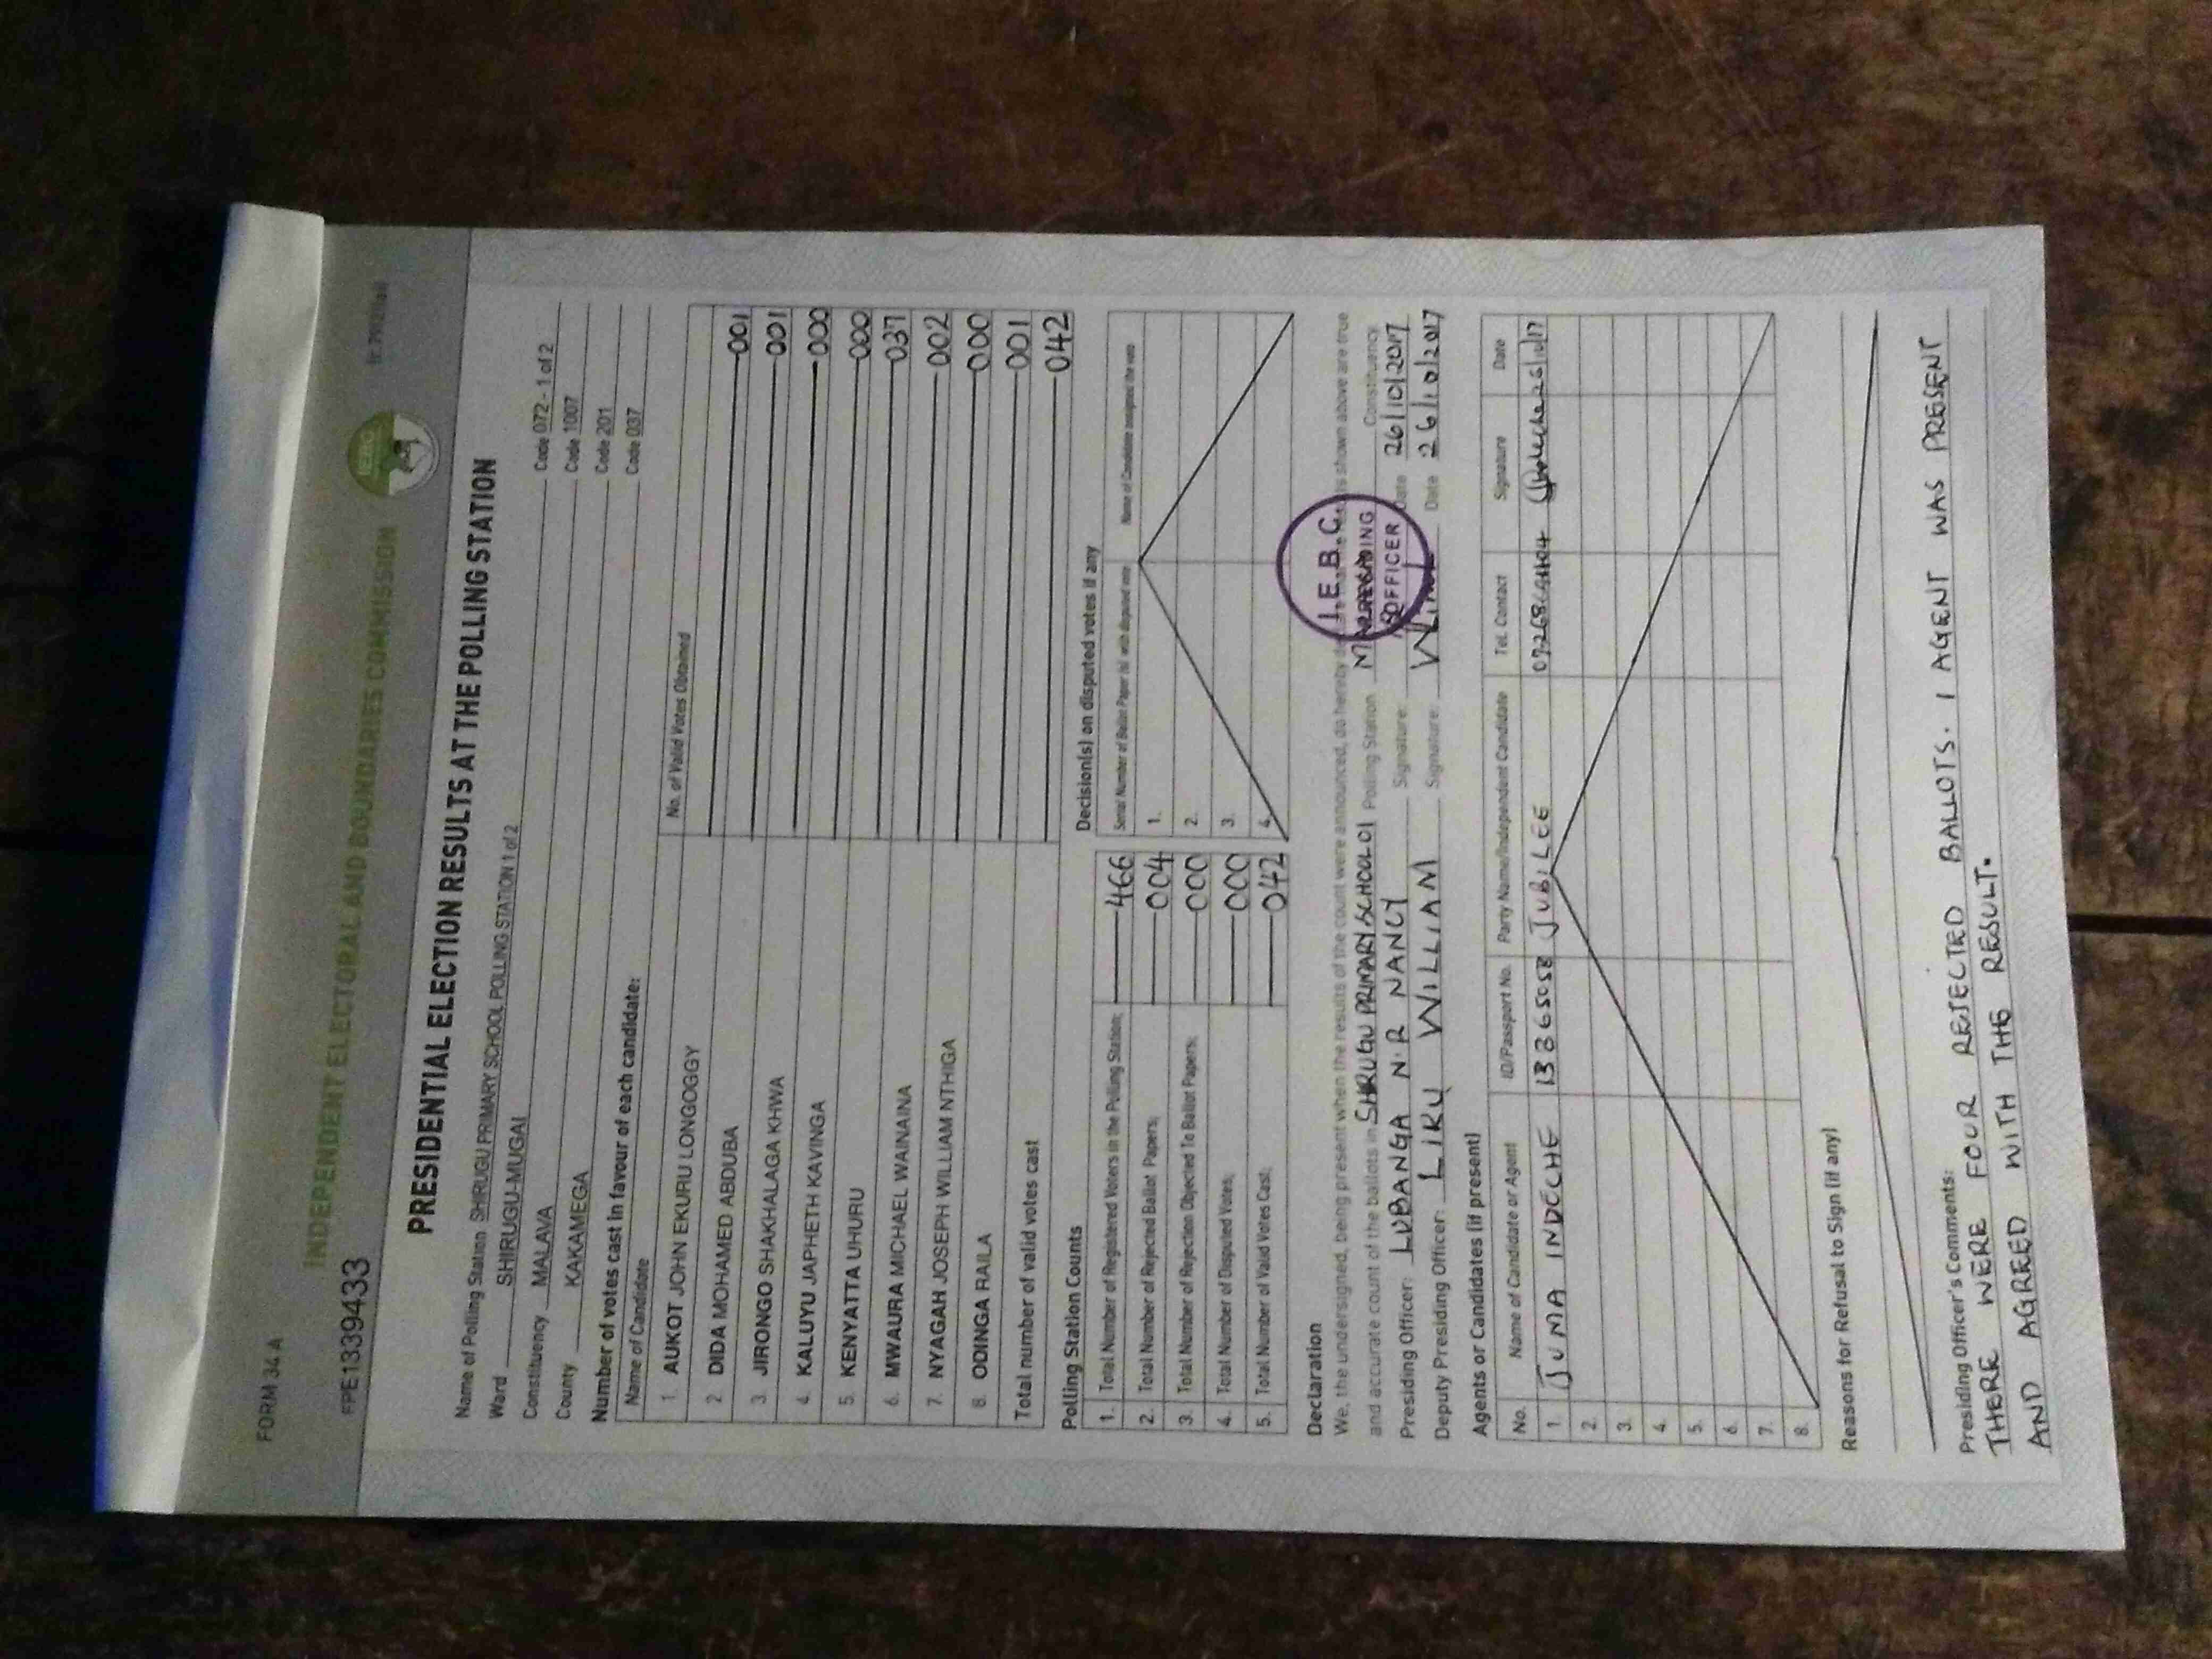 FORM 34 A
INDEPENDENT ELECTORAL AND BOUNDARIES COMMISSION
IEBC
FPE1339433
PRESIDENTIAL ELECTION RESULTS AT THE POLLING STATION
Name of Polling Station SHIRUGU PRIMARY SCHOOL POLLING STATION 1 of 2 Code 072 - 1 of 2
Ward SHIRUGU-MUGAI Code 1007
Constituency MALAVA Code 201
County KAKAMEGA Code 037
Number of votes cast in favour of each candidate:
Name of Candidate No. of Valid Votes Obtained
1 AUKOT JOHN EKURU LONGOGGY 001
2 DIDA MOHAMED ABDUBA 001
3. JIRONGO SHAKHALAGA KHWA 000
4. KALUYU JAPHETH KAVINGA 000
5. KENYATTA UHURU 037
6. MWAURA MICHAEL WAINAINA 002
7. NYAGAH JOSEPH WILLIAM NTHIGA 000
8. ODINGA RAILA 001
Total number of valid votes cast 042
Polling Station Counts
1. Total Number of Registered Voters in the Polling Station; 466
2. Total Number of Rejected Ballot Papers; 004
3. Total Number of Rejection Objected To Ballot Papers; 000
4. Total Number of Disputed Votes; 000
5. Total Number of Valid Votes Cast; 042
Decision(s) on disputed votes if any
Serial Number of Ballot Paper (s) with disputed vote Name of Candidate assigned the vote
1.
2.
3.
4.
Declaration
We, the undersigned, being present when the results of the count were announced, do hereby shown above are true
and accurate count of the ballots in SHIRUGU PRIMARY SCHOOL 01 Polling Station Constituency
I.E.B.C.
PRESIDING
OFFICER
Presiding Officer: LUBANGA N.R NANCY Signature: Date 26/10/2017
Deputy Presiding Officer: LIKU WILLIAM Signature: Date 26/10/2017
Agents or Candidates (if present)
No. Name of Candidate or Agent ID/Passport No. Party Name/Independent Candidate Tel. Contact Signature Date
1. JUMA INDECHE JUBILEE 26/10/17
2.
3.
4.
5.
6.
7.
8.
Reasons for Refusal to Sign (if any)
Presiding Officer's Comments:
THERE WERE FOUR REJECTED BALLOTS. 1 AGENT WAS PRESENT
AND AGREED WITH THE RESULT.